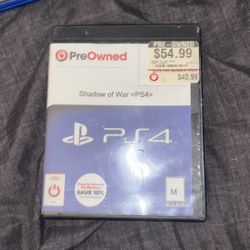 PRE-OWNED
$54.99
PreOwned
$43.99
Shadow of War <PS4>
PS4
SAVE 10%
M